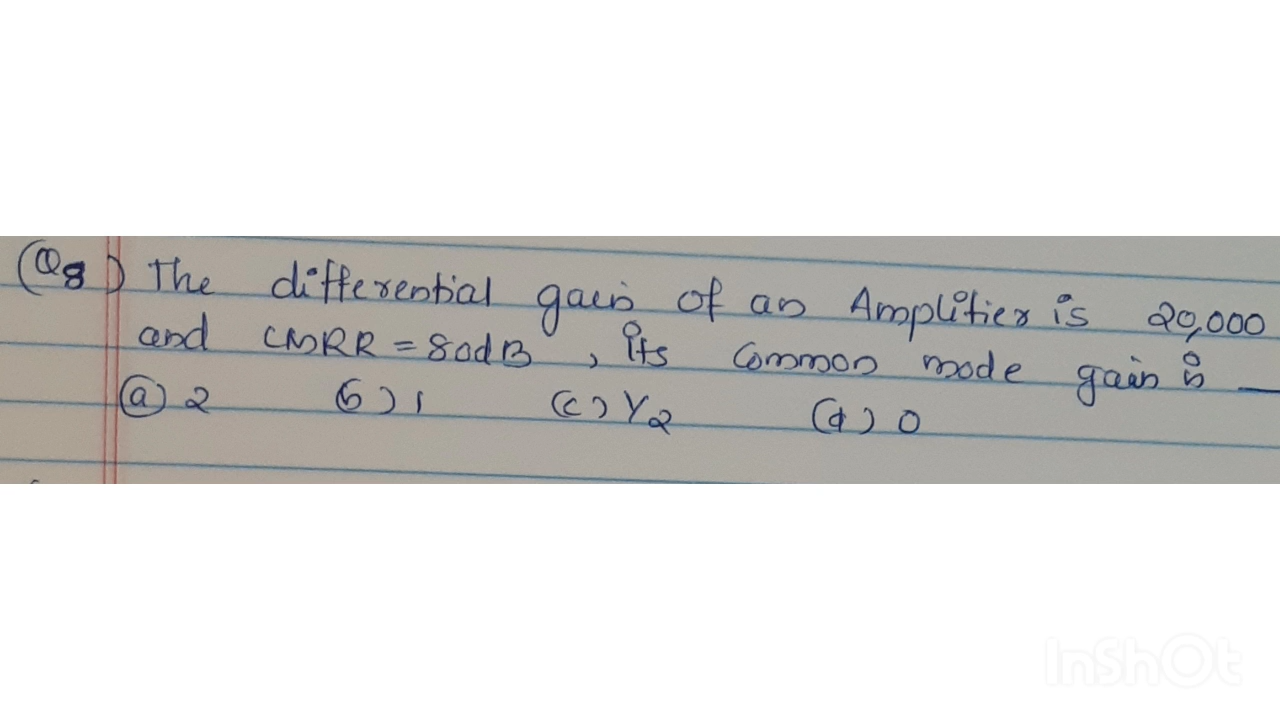 (Q8) The differential gain of an Amplifier is 20,000
and CMRR = 80dB , its Common mode gain is __
(a) 2 (b) 1 (c) 1/2 (d) 0
InShOt